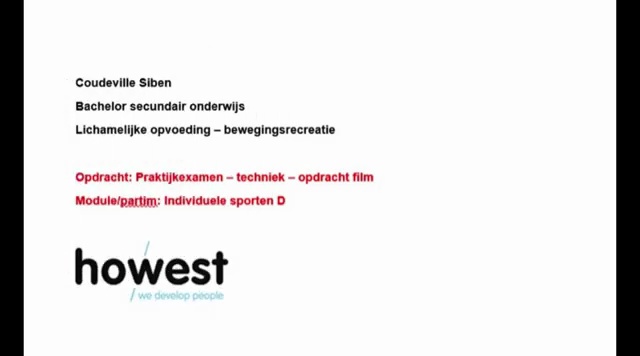 Coudeville Siben
Bachelor secundair onderwijs
Lichamelijke opvoeding – bewegingsrecreatie
Opdracht: Praktijkexamen – techniek – opdracht film
Module/partim: Individuele sporten D
howest
we develop people